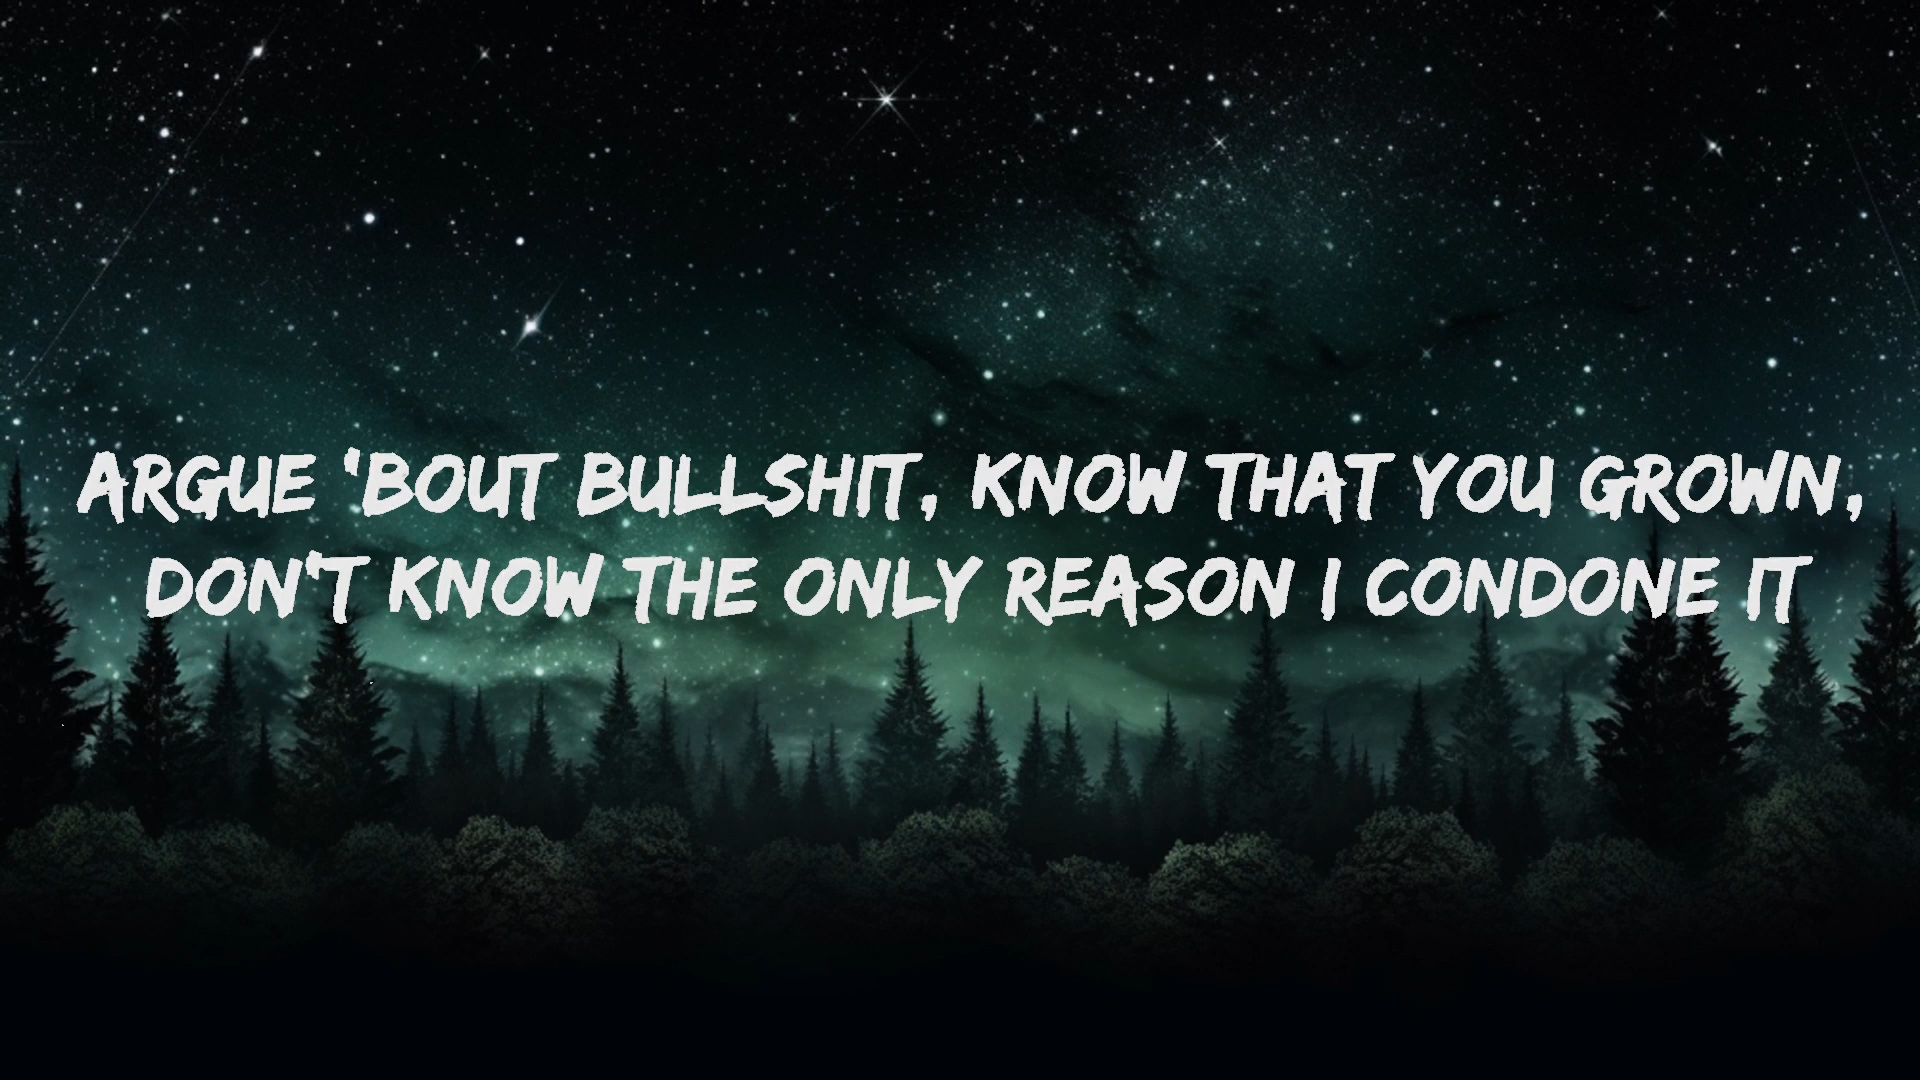 ARGUE 'BOUT BULLSHIT, KNOW THAT YOU GROWN,
DON'T KNOW THE ONLY REASON I CONDONE IT